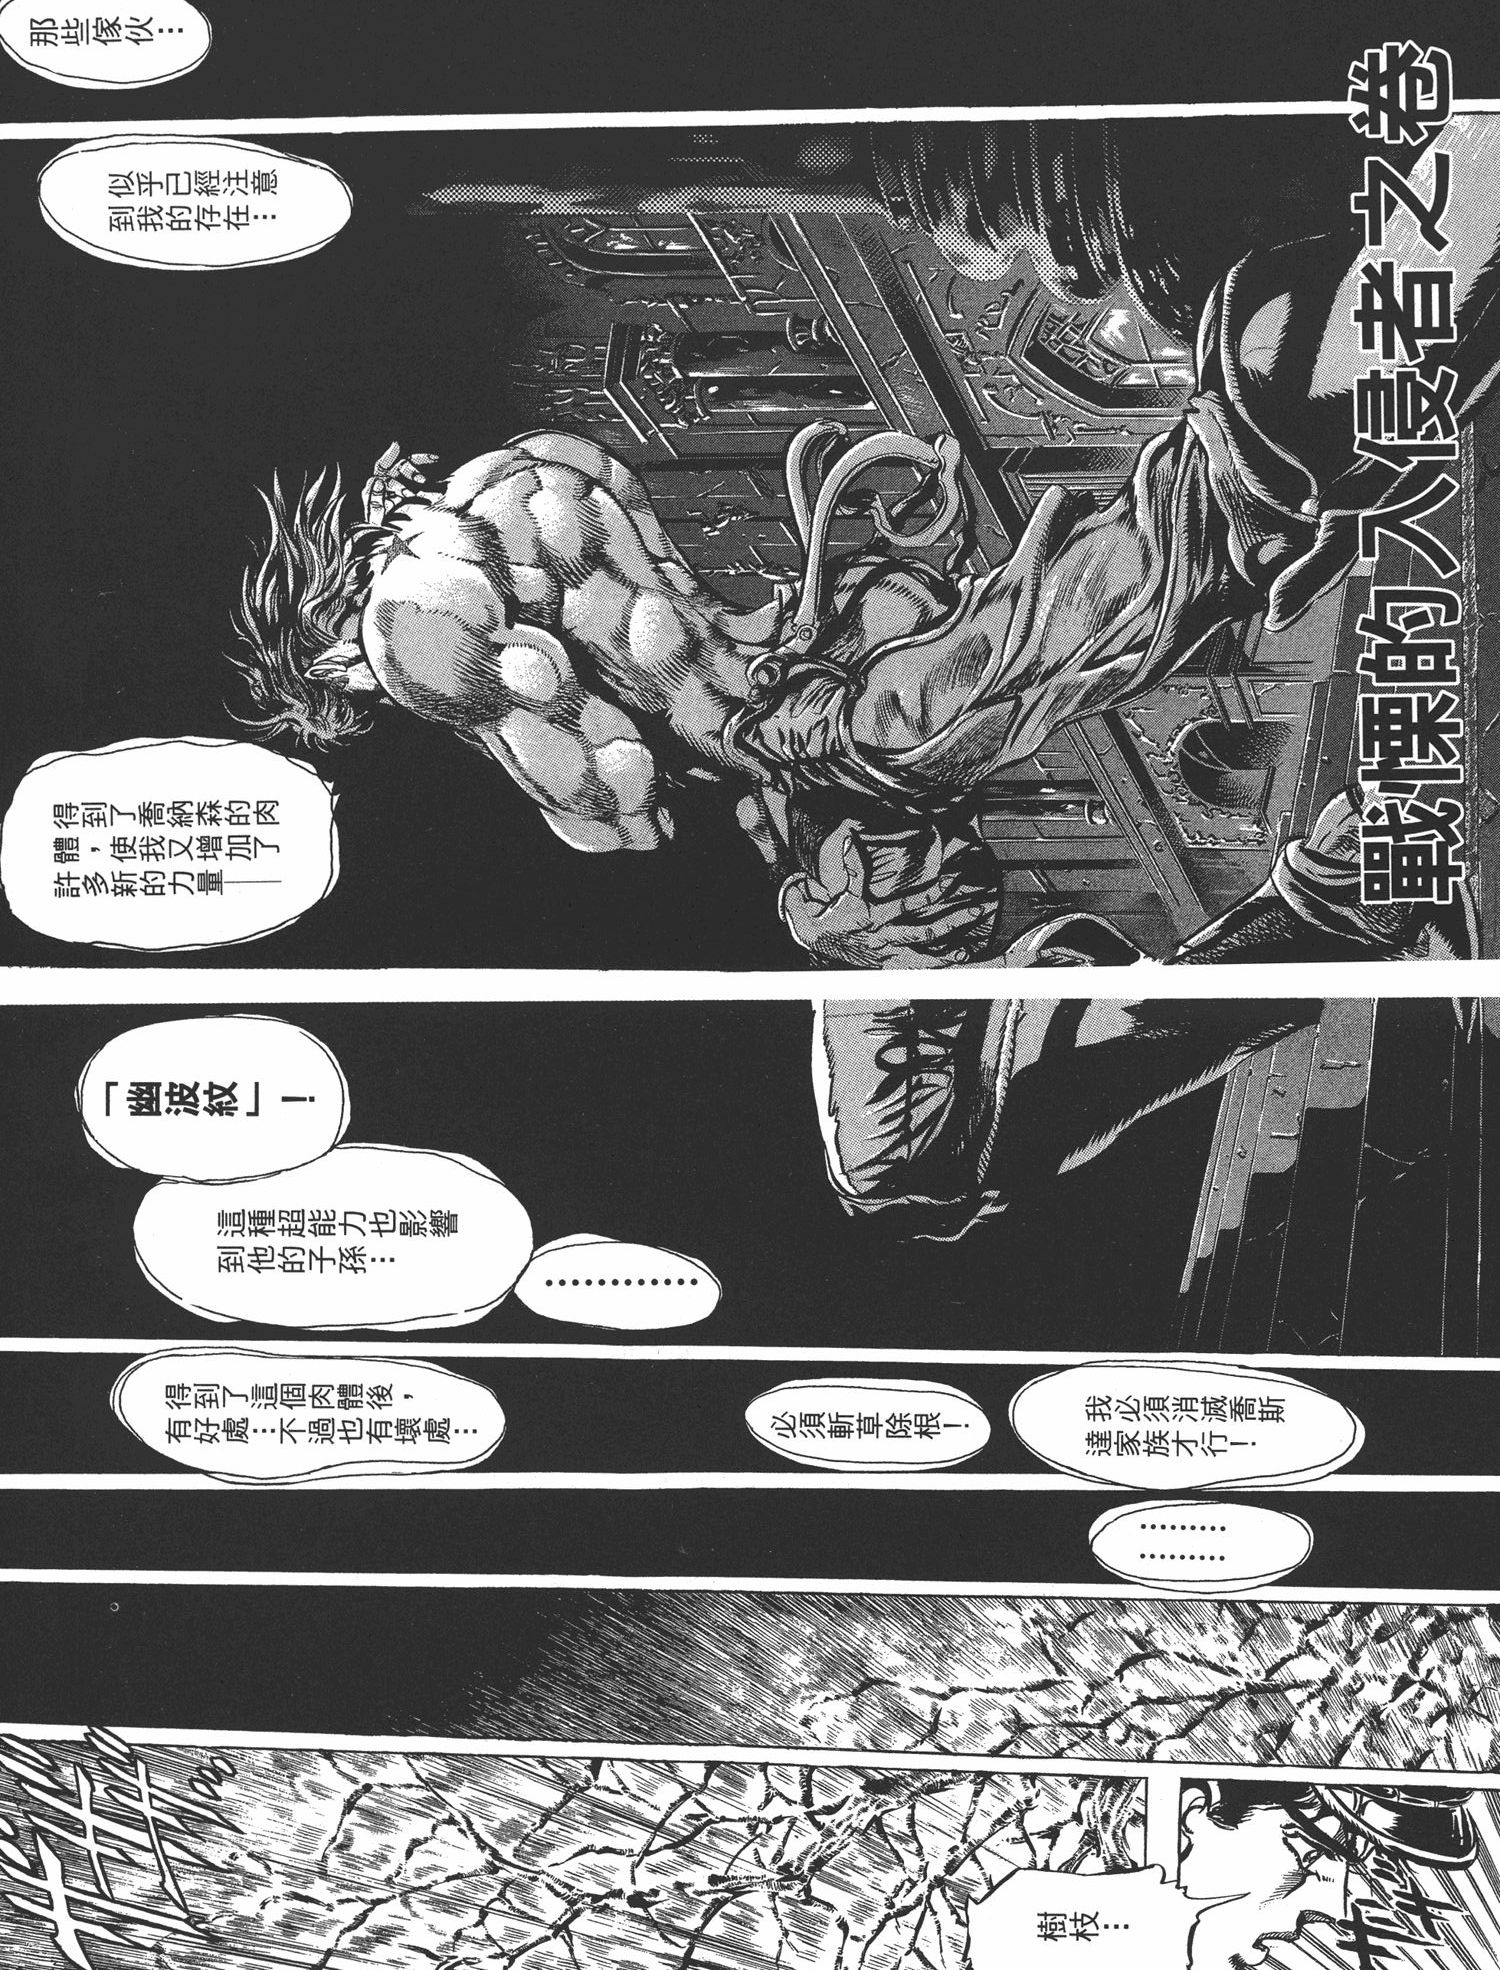 戰慄的入侵者之卷
那些傢伙…
似乎已經注意
到我的存在…
得到了喬納森的肉
體，使我又增加了
許多新的力量——
「幽波紋」！
這種超能力也影響
到他的子孫…
…………
得到了這個肉體後，
有好處…不過也有壞處…
必須斬草除根！
我必須消滅喬斯
達家族才行！
………
………
樹枝…